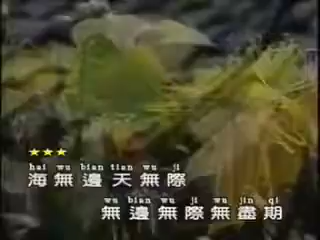 ★★★
hai wu bian tian wu ji
海無邊天無際
wu bian wu ji wu jin qi
無邊無際無盡期